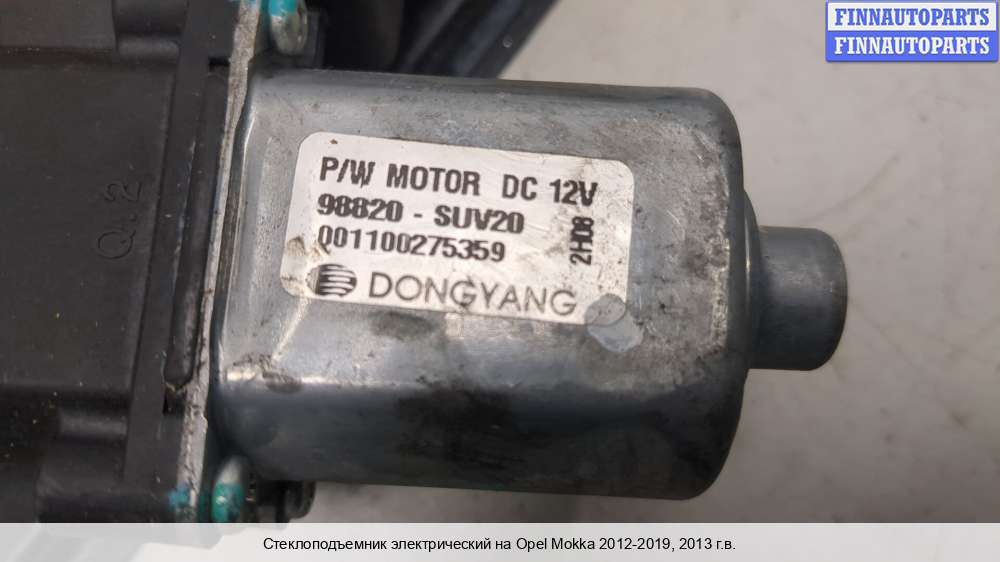 FINNAUTOPARTS
FINNAUTOPARTS
P/W MOTOR DC 12V
98820 - SUV20
001100275359
2H08
DONGYANG
Стеклоподъемник электрический на Opel Mokka 2012-2019, 2013 г.в.